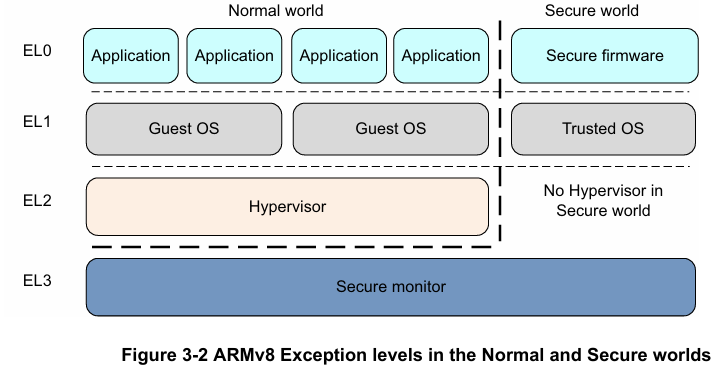 Normal world
Secure world
EL0
Application
Application
Application
Application
Secure firmware
EL1
Guest OS
Guest OS
Trusted OS
EL2
Hypervisor
No Hypervisor in
Secure world
EL3
Secure monitor
Figure 3-2 ARMv8 Exception levels in the Normal and Secure worlds